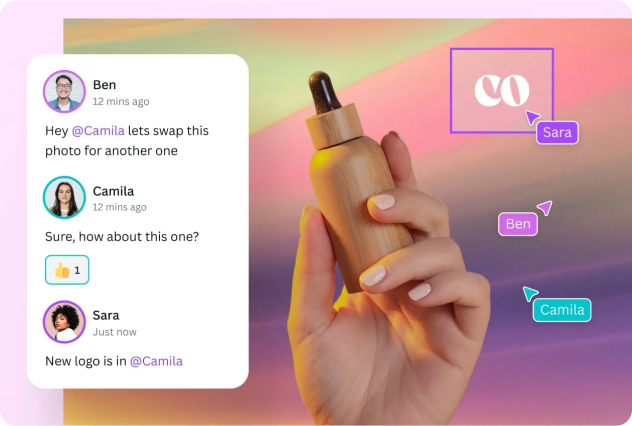 Ben
12 mins ago
Hey @Camila lets swap this
photo for another one
Camila
12 mins ago
Sure, how about this one?
👍 1
Sara
Just now
New logo is in @Camila
co
Sara
Ben
Camila